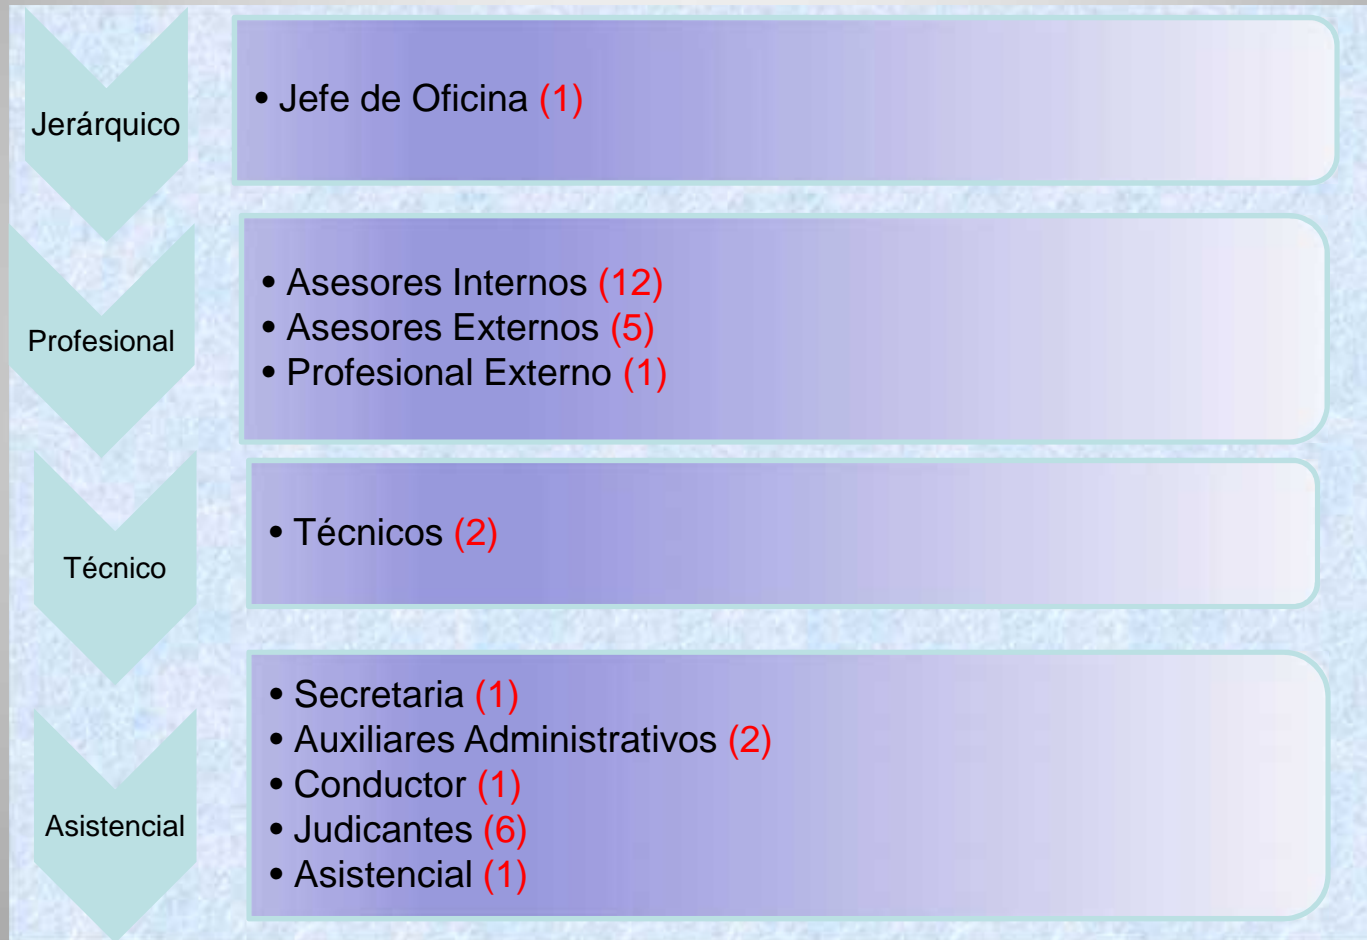 Jerárquico
• Jefe de Oficina (1)
Profesional
• Asesores Internos (12)
• Asesores Externos (5)
• Profesional Externo (1)
Técnico
• Técnicos (2)
Asistencial
• Secretaria (1)
• Auxiliares Administrativos (2)
• Conductor (1)
• Judicantes (6)
• Asistencial (1)